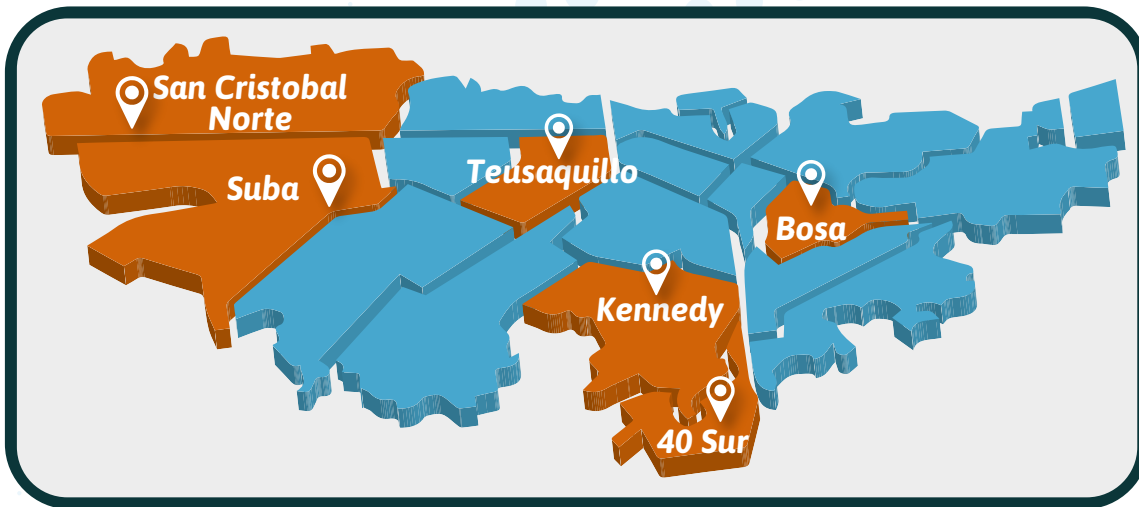 San Cristobal
Norte
Suba
Teusaquillo
Bosa
Kennedy
40 Sur